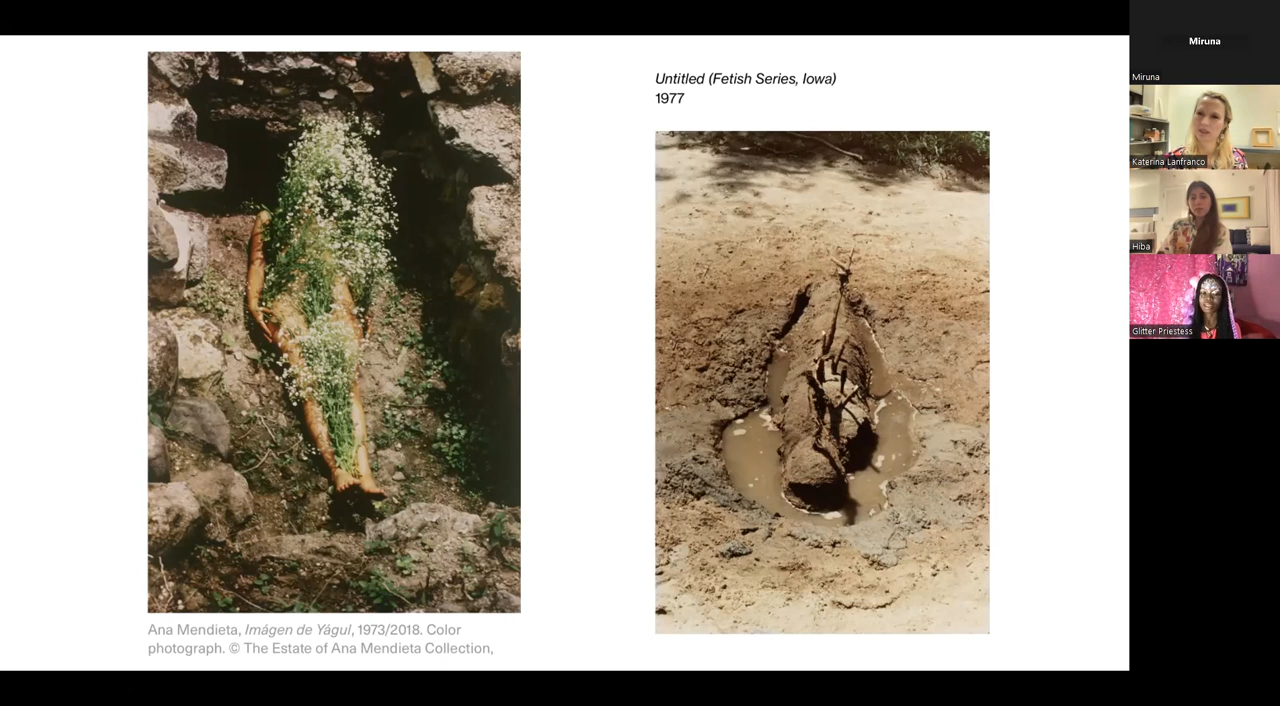 Untitled (Fetish Series, Iowa)
1977
Ana Mendieta, Imágen de Yágul, 1973/2018. Color
photograph. © The Estate of Ana Mendieta Collection,
Miruna
Miruna
Katerina Lanfranco
Hiba
Glitter Priestess